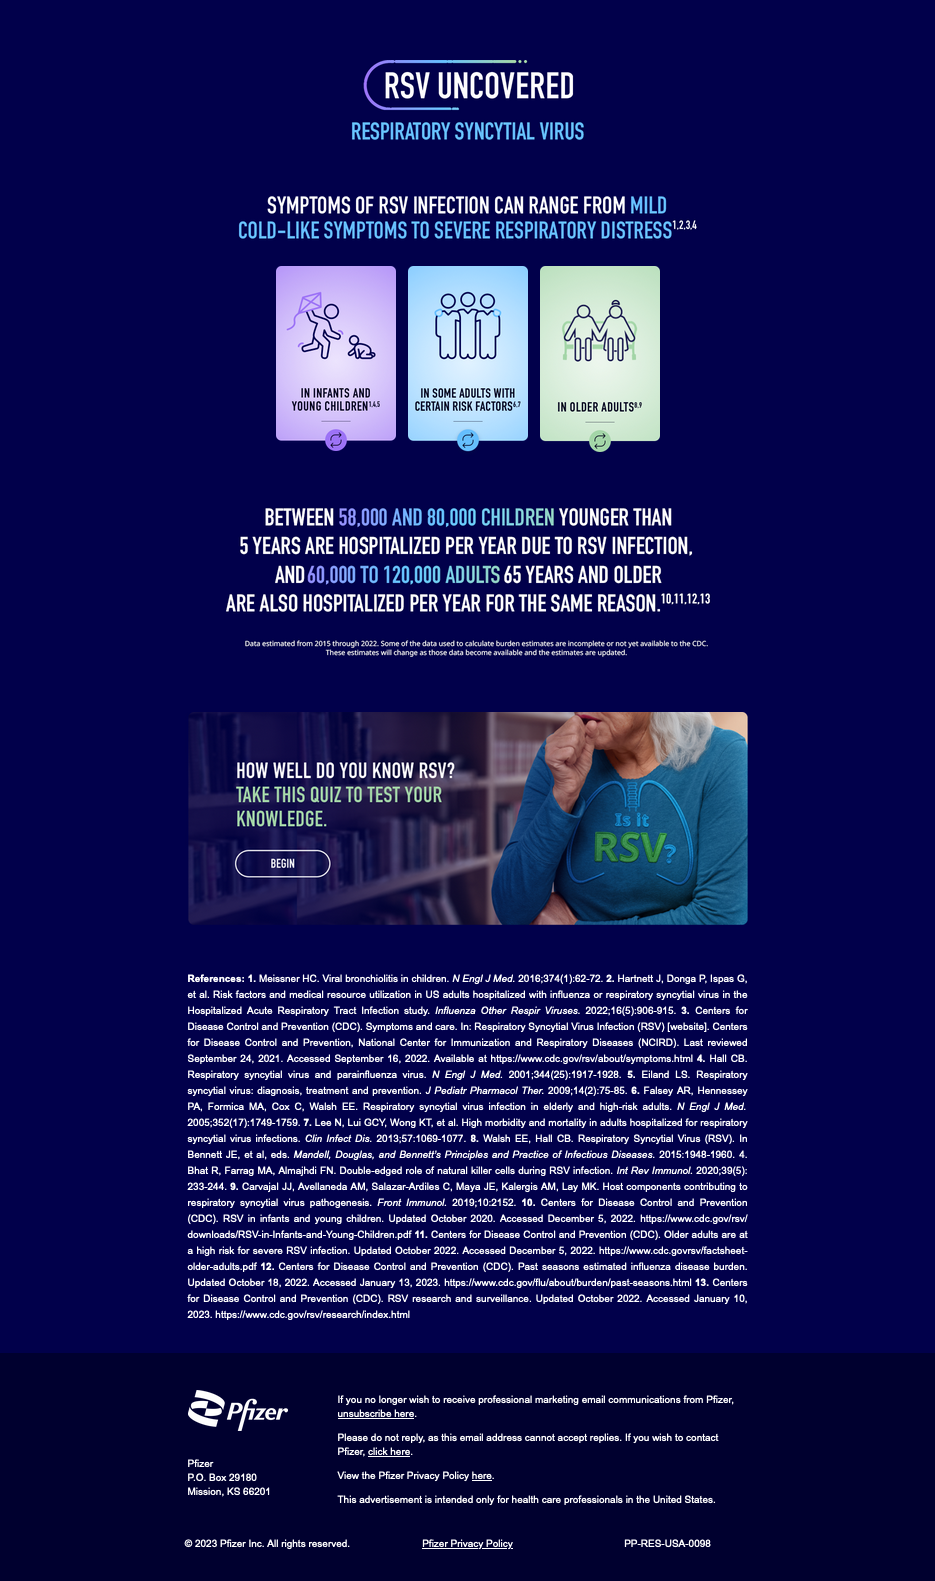 RSV UNCOVERED
RESPIRATORY SYNCYTIAL VIRUS
SYMPTOMS OF RSV INFECTION CAN RANGE FROM MILD
COLD-LIKE SYMPTOMS TO SEVERE RESPIRATORY DISTRESS1,2,3,4
IN INFANTS AND
YOUNG CHILDREN1,4,5
IN SOME ADULTS WITH
CERTAIN RISK FACTORS6,7
IN OLDER ADULTS8,9
BETWEEN 58,000 AND 80,000 CHILDREN YOUNGER THAN
5 YEARS ARE HOSPITALIZED PER YEAR DUE TO RSV INFECTION,
AND 60,000 TO 120,000 ADULTS 65 YEARS AND OLDER
ARE ALSO HOSPITALIZED PER YEAR FOR THE SAME REASON.10,11,12,13
Data estimated from 2015 through 2022. Some of the data used to calculate burden estimates are incomplete or not yet available to the CDC.
These estimates will change as those data become available and the estimates are updated.
HOW WELL DO YOU KNOW RSV?
TAKE THIS QUIZ TO TEST YOUR
KNOWLEDGE.
BEGIN
Is it
RSV?
References: 1. Meissner HC. Viral bronchiolitis in children. N Engl J Med. 2016;374(1):62-72. 2. Hartnett J, Donga P, Ispas G,
et al. Risk factors and medical resource utilization in US adults hospitalized with influenza or respiratory syncytial virus in the
Hospitalized Acute Respiratory Tract Infection study. Influenza Other Respir Viruses. 2022;16(5):906-915. 3. Centers for
Disease Control and Prevention (CDC). Symptoms and care. In: Respiratory Syncytial Virus Infection (RSV) [website]. Centers
for Disease Control and Prevention, National Center for Immunization and Respiratory Diseases (NCIRD). Last reviewed
September 24, 2021. Accessed September 16, 2022. Available at https://www.cdc.gov/rsv/about/symptoms.html 4. Hall CB.
Respiratory syncytial virus and parainfluenza virus. N Engl J Med. 2001;344(25):1917-1928. 5. Eiland LS. Respiratory
syncytial virus: diagnosis, treatment and prevention. J Pediatr Pharmacol Ther. 2009;14(2):75-85. 6. Falsey AR, Hennessey
PA, Formica MA, Cox C, Walsh EE. Respiratory syncytial virus infection in elderly and high-risk adults. N Engl J Med.
2005;352(17):1749-1759. 7. Lee N, Lui GCY, Wong KT, et al. High morbidity and mortality in adults hospitalized for respiratory
syncytial virus infections. Clin Infect Dis. 2013;57:1069-1077. 8. Walsh EE, Hall CB. Respiratory Syncytial Virus (RSV). In
Bennett JE, et al, eds. Mandell, Douglas, and Bennett's Principles and Practice of Infectious Diseases. 2015:1948-1960. 4.
Bhat R, Farrag MA, Almajhdi FN. Double-edged role of natural killer cells during RSV infection. Int Rev Immunol. 2020;39(5):
233-244. 9. Carvajal JJ, Avellaneda AM, Salazar-Ardiles C, Maya JE, Kalergis AM, Lay MK. Host components contributing to
respiratory syncytial virus pathogenesis. Front Immunol. 2019;10:2152. 10. Centers for Disease Control and Prevention
(CDC). RSV in infants and young children. Updated October 2020. Accessed December 5, 2022. https://www.cdc.gov/rsv/
downloads/RSV-in-Infants-and-Young-Children.pdf 11. Centers for Disease Control and Prevention (CDC). Older adults are at
a high risk for severe RSV infection. Updated October 2022. Accessed December 5, 2022. https://www.cdc.govrsv/factsheet-
older-adults.pdf 12. Centers for Disease Control and Prevention (CDC). Past seasons estimated influenza disease burden.
Updated October 18, 2022. Accessed January 13, 2023. https://www.cdc.gov/flu/about/burden/past-seasons.html 13. Centers
for Disease Control and Prevention (CDC). RSV research and surveillance. Updated October 2022. Accessed January 10,
2023. https://www.cdc.gov/rsv/research/index.html
Pfizer
Pfizer
P.O. Box 29180
Mission, KS 66201
If you no longer wish to receive professional marketing email communications from Pfizer,
unsubscribe here.
Please do not reply, as this email address cannot accept replies. If you wish to contact
Pfizer, click here.
View the Pfizer Privacy Policy here.
This advertisement is intended only for health care professionals in the United States.
© 2023 Pfizer Inc. All rights reserved.
Pfizer Privacy Policy
PP-RES-USA-0098